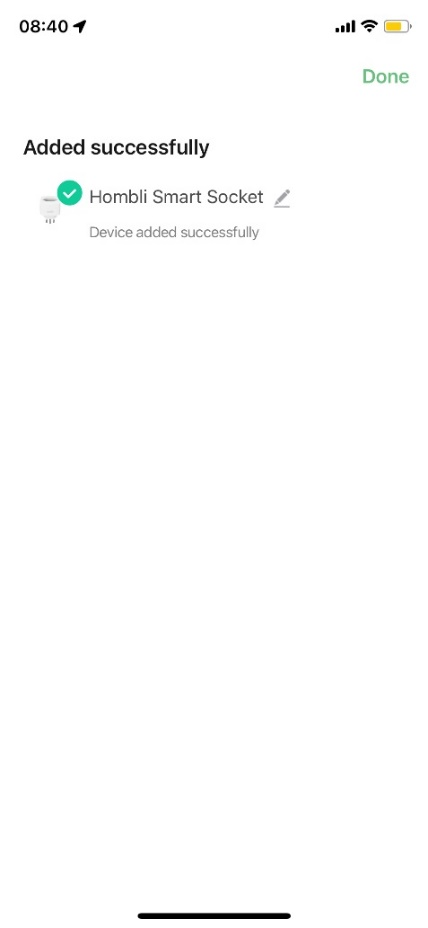 08:40
Done
Added successfully
Hombli Smart Socket
Device added successfully